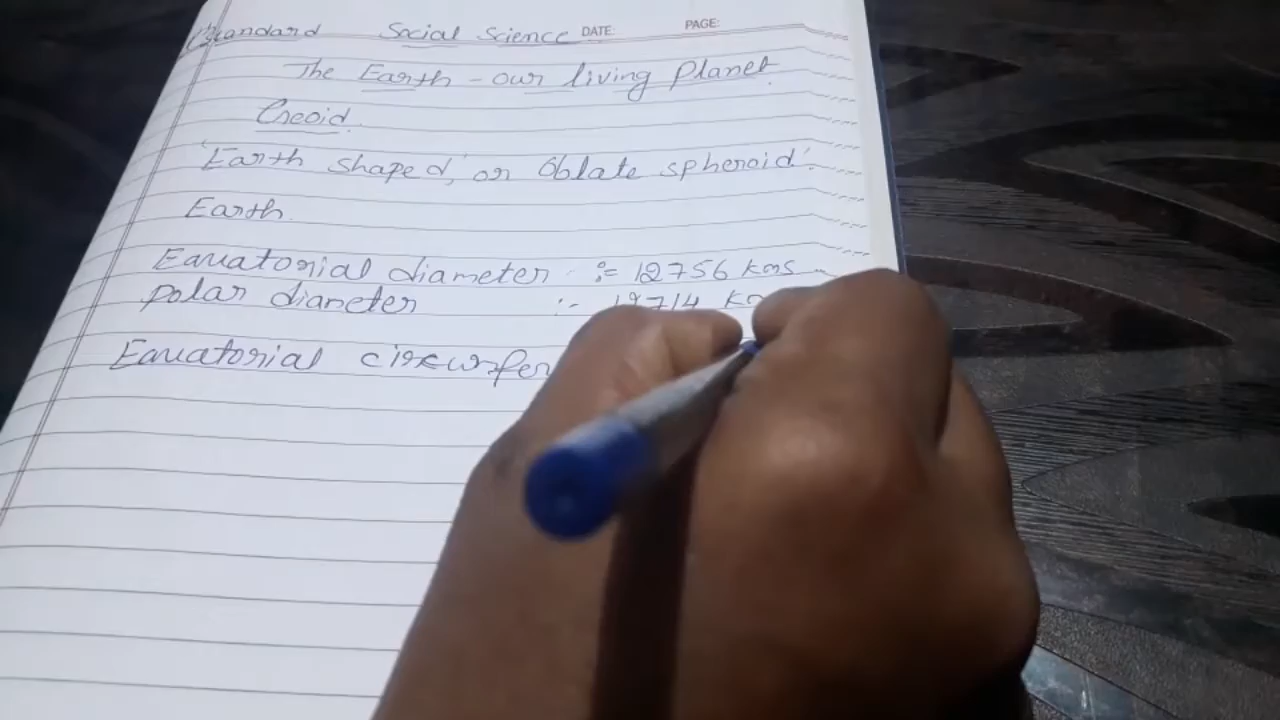 Standard Social Science DATE: PAGE:
The Earth - our living Planet.
Geoid.
'Earth shaped' or Oblate spheroid'.
Earth.
Equatorial diameter :- 12756 kms
polar diameter :- 12714
Equatorial